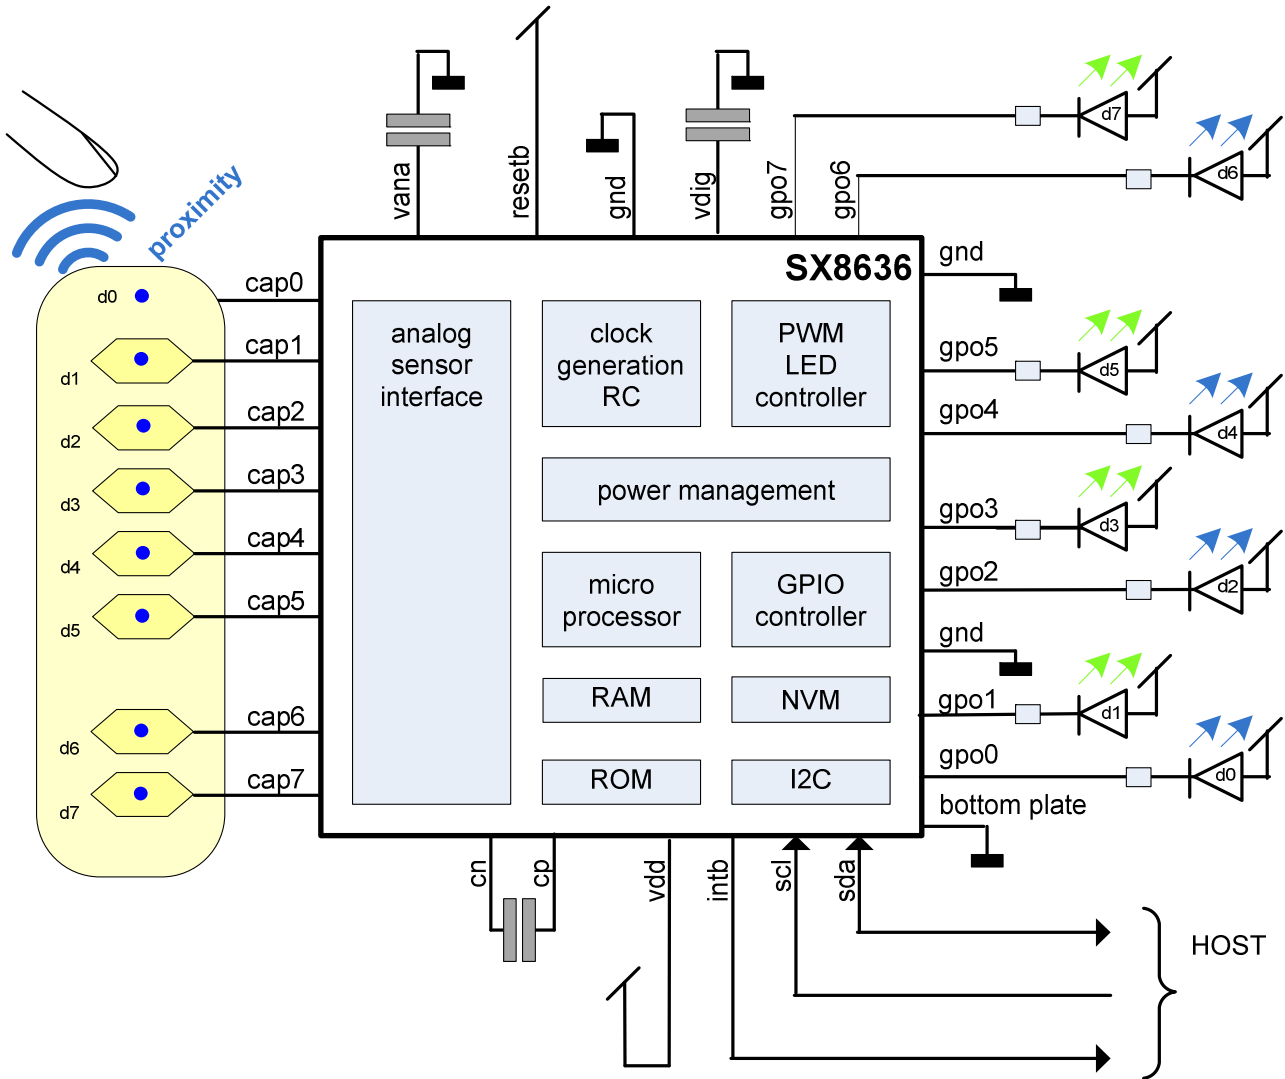 vana
resetb
gnd
vdig
gpo7
gpo6
d7
d6
proximity
SX8636
d0
cap0
d1
cap1
d2
cap2
d3
cap3
d4
cap4
d5
cap5
d6
cap6
d7
cap7
analog
sensor
interface
clock
generation
RC
PWM
LED
controller
power management
micro
processor
GPIO
controller
RAM
NVM
ROM
I2C
gnd
gpo5
d5
gpo4
d4
gpo3
d3
gpo2
d2
gnd
gpo1
d1
gpo0
d0
bottom plate
cn
cp
vdd
intb
scl
sda
HOST